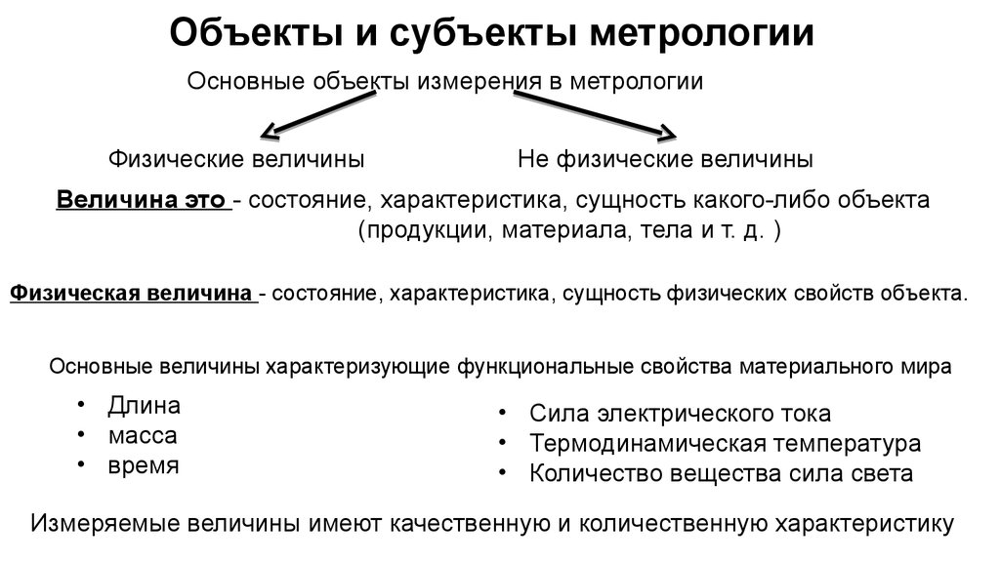 Объекты и субъекты метрологии
Основные объекты измерения в метрологии
Физические величины
Не физические величины
Величина это - состояние, характеристика, сущность какого-либо объекта
(продукции, материала, тела и т. д. )
Физическая величина - состояние, характеристика, сущность физических свойств объекта.
Основные величины характеризующие функциональные свойства материального мира
• Длина
• масса
• время
• Сила электрического тока
• Термодинамическая температура
• Количество вещества сила света
Измеряемые величины имеют качественную и количественную характеристику